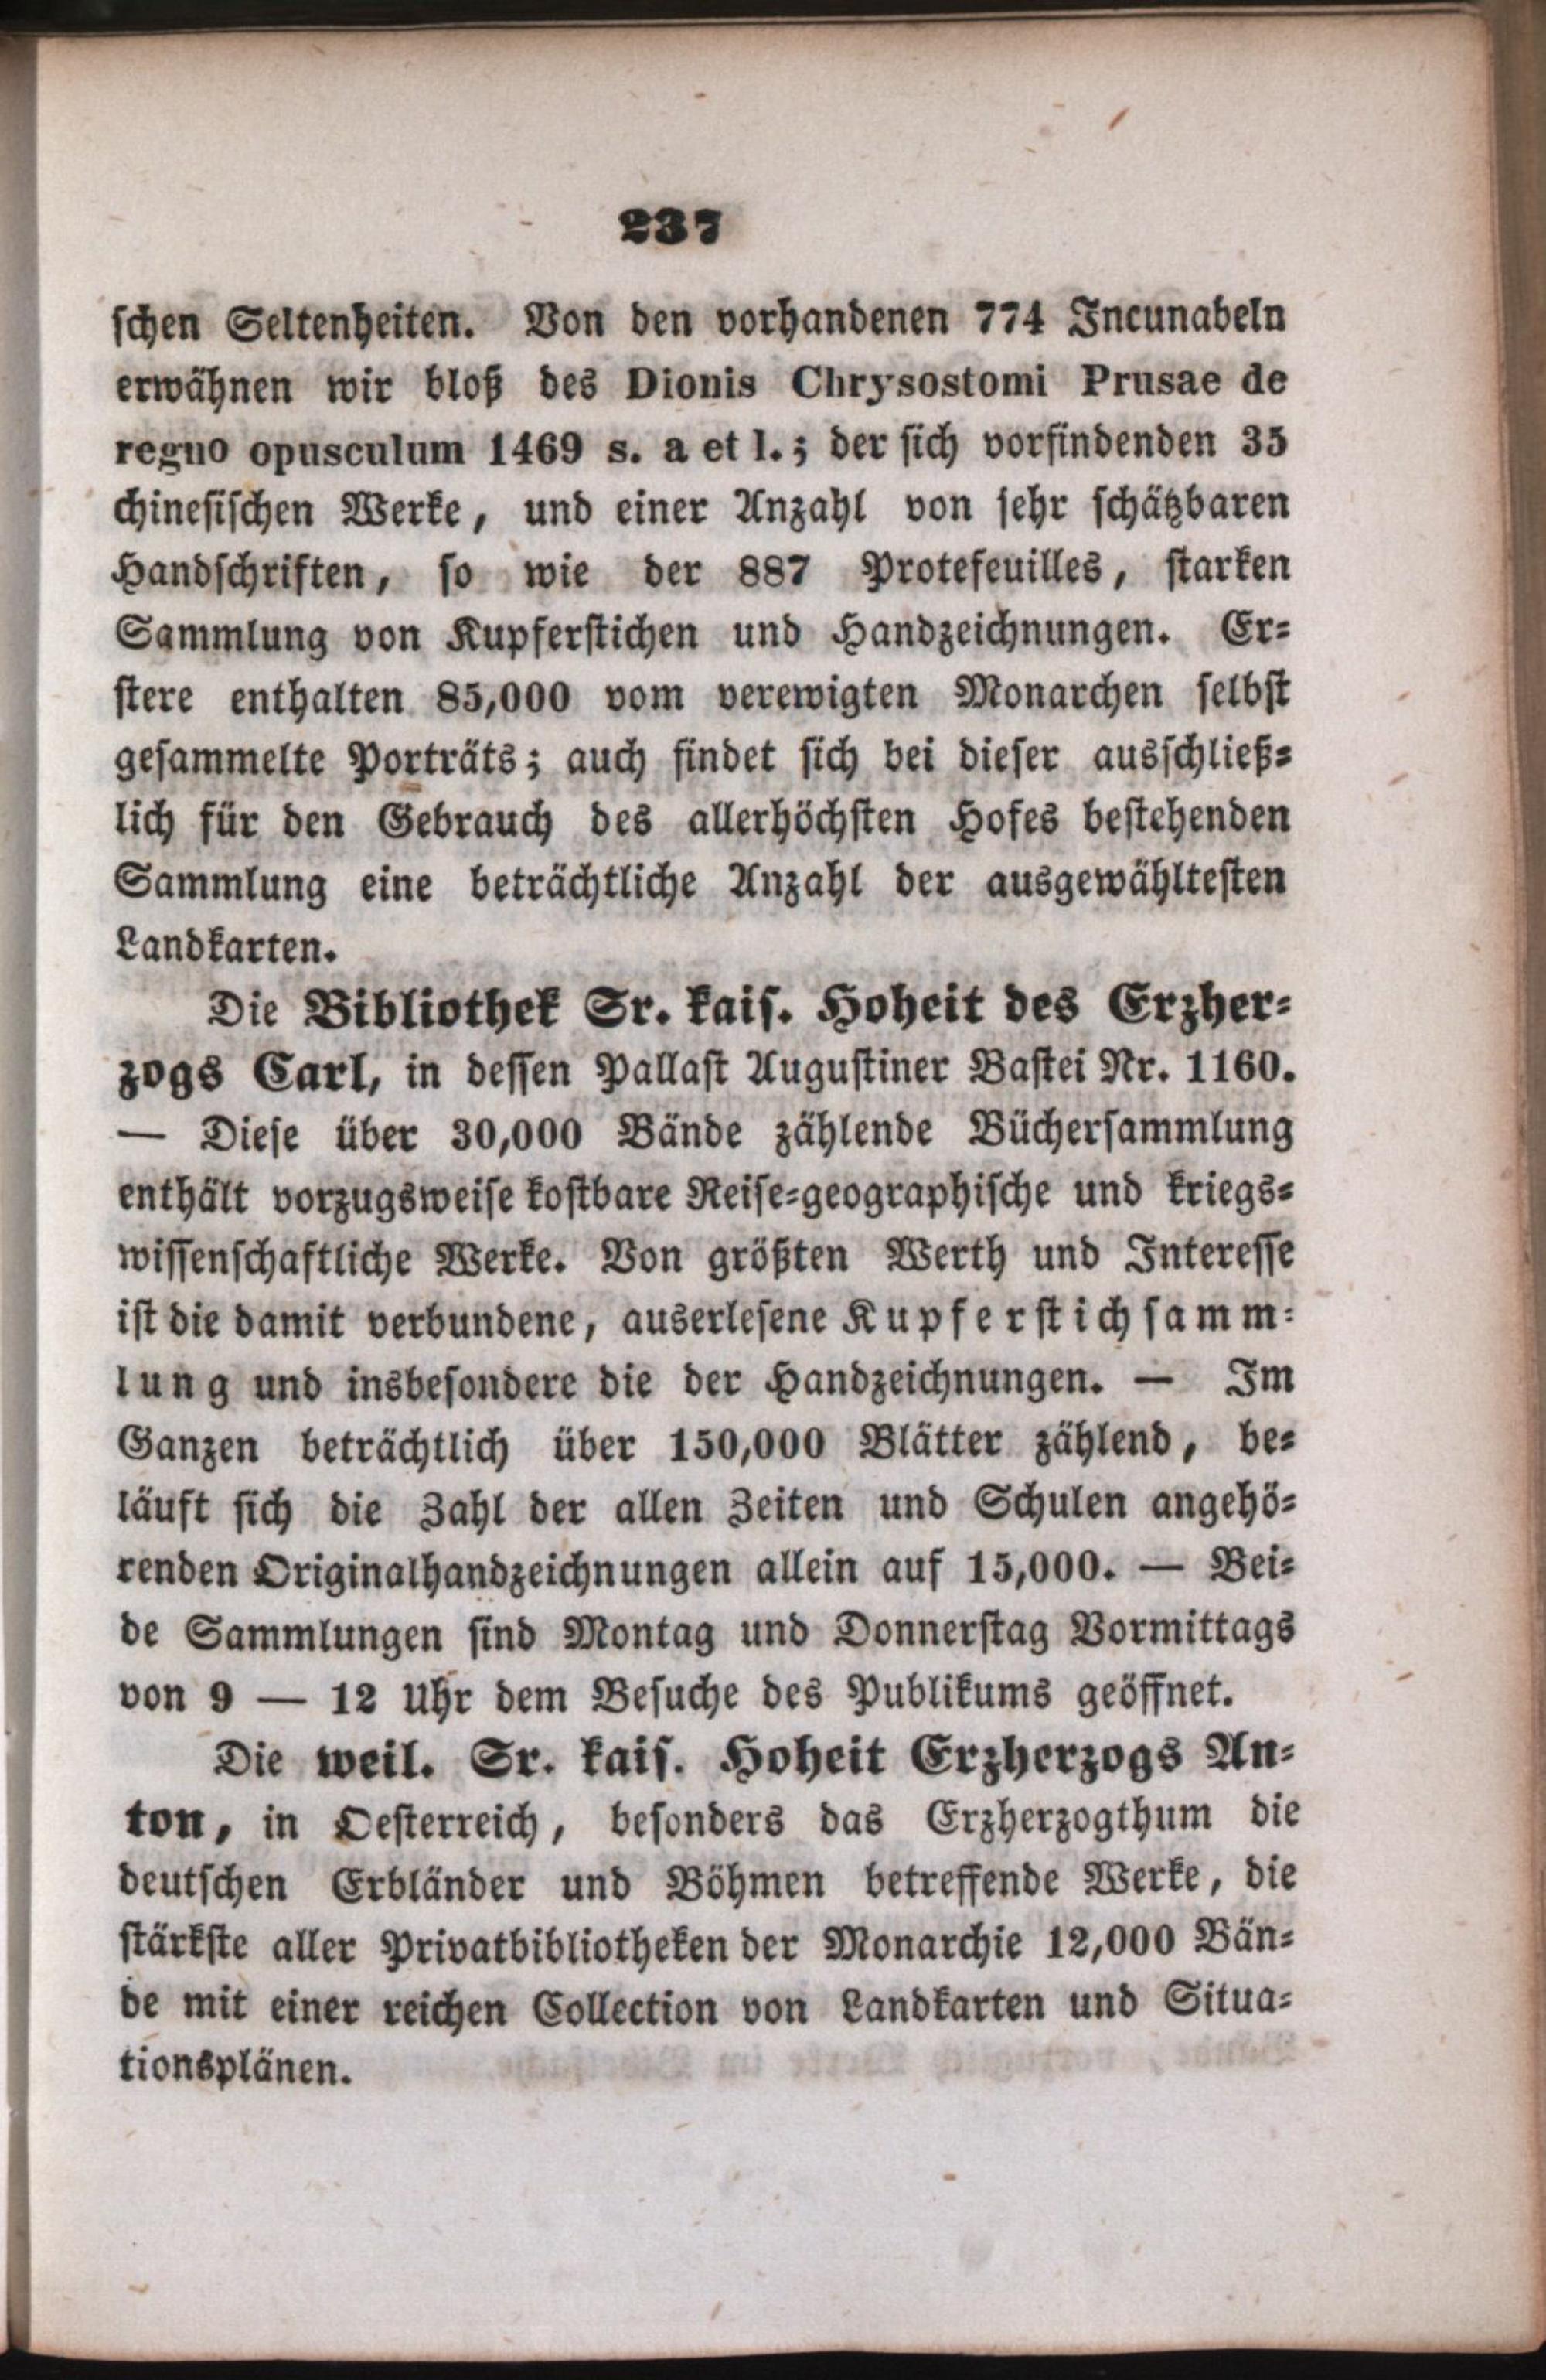 237
schen Seltenheiten. Von den vorhandenen 774 Incunabeln
erwähnen wir bloß des Dionis Chrysostomi Prusae de
regno opusculum 1469 s. a et l.; der sich vorfindenden 35
chinesischen Werke, und einer Anzahl von sehr schätzbaren
Handschriften, so wie der 887 Protefeuilles, starken
Sammlung von Kupferstichen und Handzeichnungen. Er-
stere enthalten 85,000 vom verewigten Monarchen selbst
gesammelte Porträts; auch findet sich bei dieser ausschließ-
lich für den Gebrauch des allerhöchsten Hofes bestehenden
Sammlung eine beträchtliche Anzahl der ausgewähltesten
Landkarten.
Die Bibliothek Sr. kais. Hoheit des Erzher-
zogs Carl, in dessen Pallast Augustiner Bastei Nr. 1160.
— Diese über 30,000 Bände zählende Büchersammlung
enthält vorzugsweise kostbare Reise-geographische und kriegs-
wissenschaftliche Werke. Von größten Werth und Interesse
ist die damit verbundene, auserlesene Kupferstichsamm-
lung und insbesondere die der Handzeichnungen. — Im
Ganzen beträchtlich über 150,000 Blätter zählend, be-
läuft sich die Zahl der allen Zeiten und Schulen angehö-
renden Originalhandzeichnungen allein auf 15,000. — Bei-
de Sammlungen sind Montag und Donnerstag Vormittags
von 9 — 12 Uhr dem Besuche des Publikums geöffnet.
Die weil. Sr. kais. Hoheit Erzherzogs An-
ton, in Oesterreich, besonders das Erzherzogthum die
deutschen Erbländer und Böhmen betreffende Werke, die
stärkste aller Privatbibliotheken der Monarchie 12,000 Bän-
de mit einer reichen Collection von Landkarten und Situa-
tionsplänen.